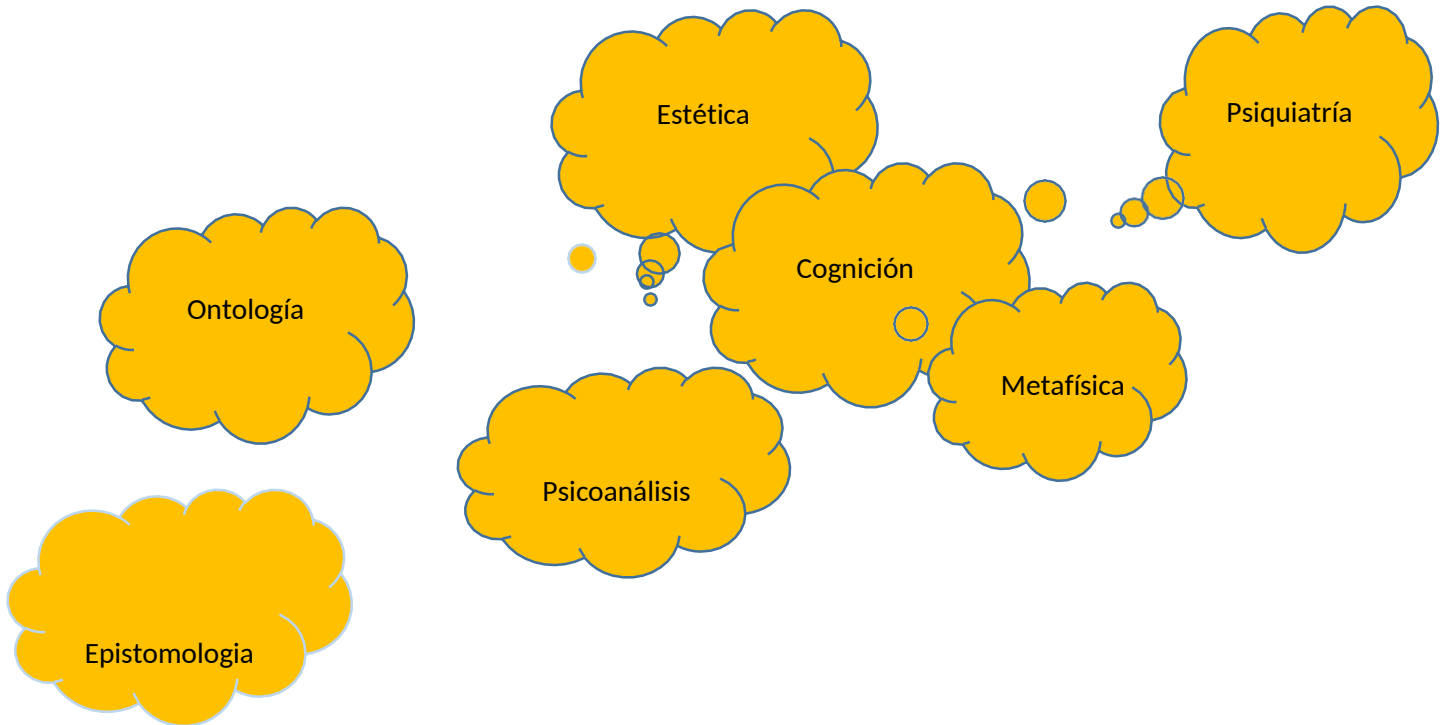 Estética
Psiquiatría
Cognición
Ontología
Metafísica
Psicoanálisis
Epistomologia